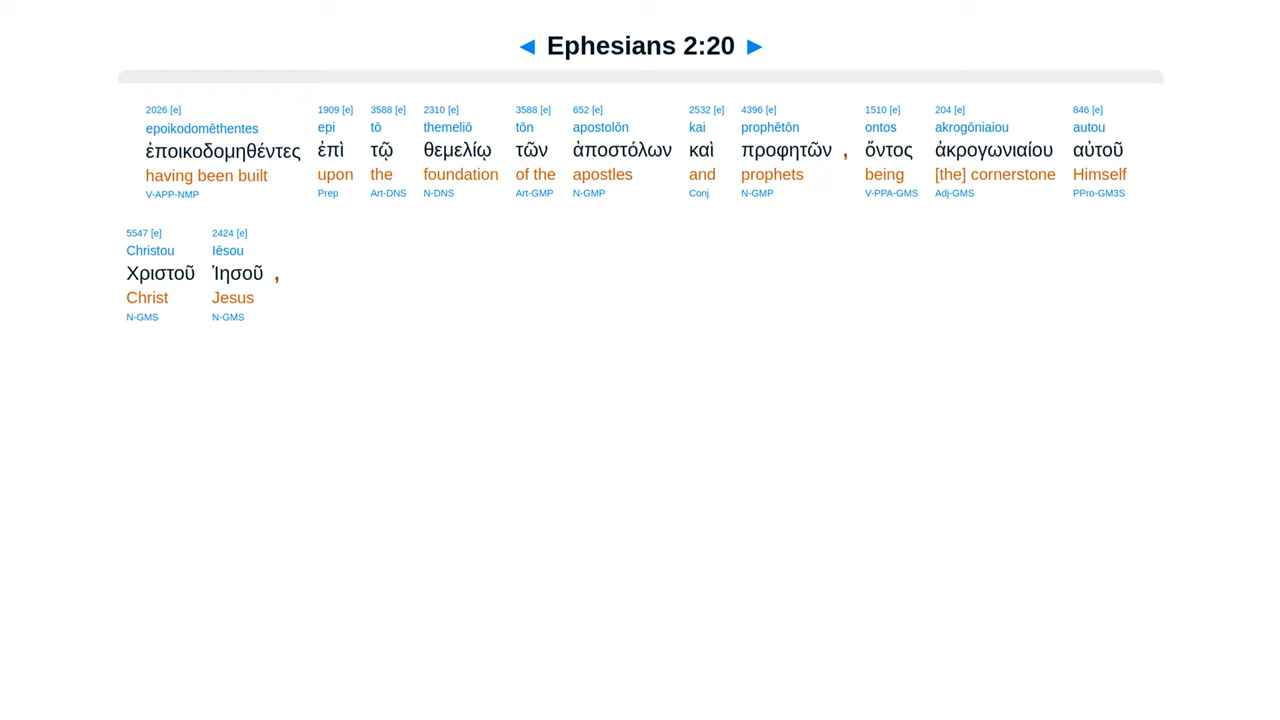 ◄ Ephesians 2:20 ►
2026 [e] 1909 [e] 3588 [e] 2310 [e] 3588 [e] 652 [e] 2532 [e] 4396 [e] 1510 [e] 204 [e] 846 [e]
epoikodomēthentes epi tō themeliō tōn apostolōn kai prophētōn ontos akrogōniaiou autou
ἐποικοδομηθέντες ἐπὶ τῷ θεμελίῳ τῶν ἀποστόλων καὶ προφητῶν , ὄντος ἀκρογωνιαίου αὐτοῦ
having been built upon the foundation of the apostles and prophets being [the] cornerstone Himself
V-APP-NMP Prep Art-DNS N-DNS Art-GMP N-GMP Conj N-GMP V-PPA-GMS Adj-GMS PPro-GM3S
5547 [e] 2424 [e]
Christou Iēsou
Χριστοῦ Ἰησοῦ ,
Christ Jesus
N-GMS N-GMS